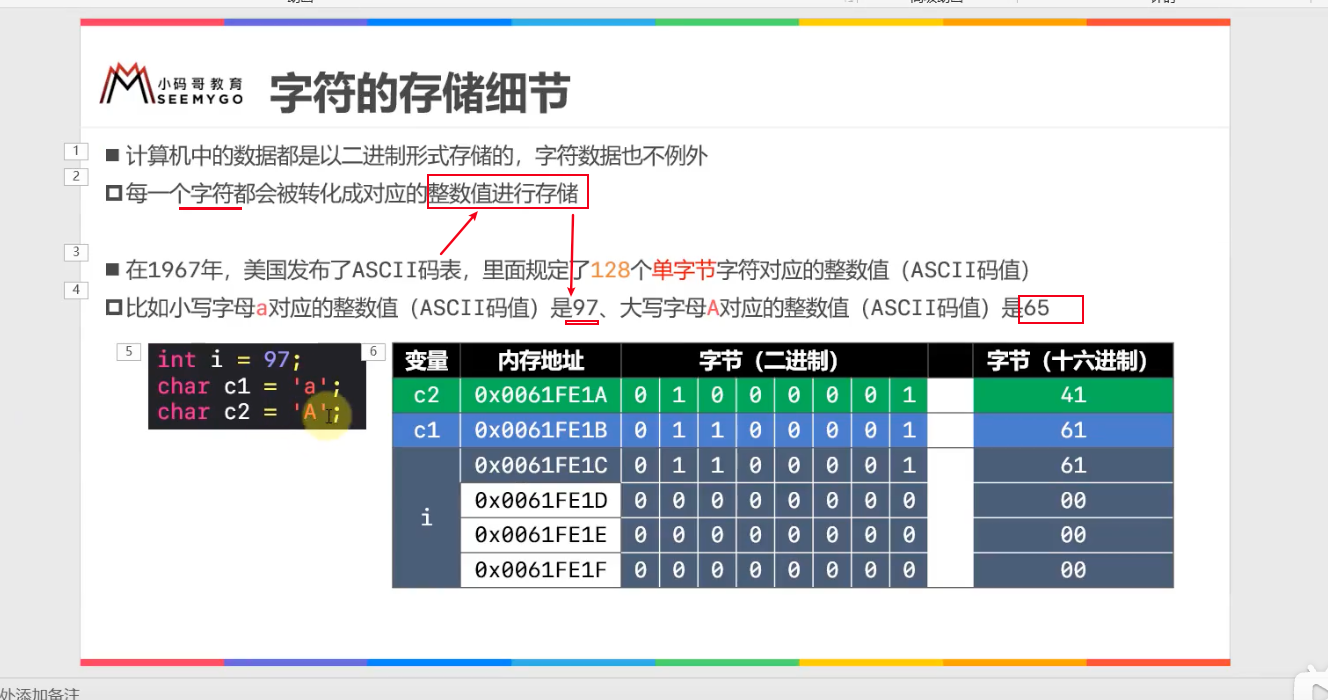 小码哥教育
SEEMYGO
字符的存储细节
1
计算机中的数据都是以二进制形式存储的，字符数据也不例外
2
每一个字符都会被转化成对应的整数值进行存储
3
在1967年，美国发布了ASCII码表，里面规定了128个单字节字符对应的整数值（ASCII码值）
4
比如小写字母a对应的整数值（ASCII码值）是97、大写字母A对应的整数值（ASCII码值）是65
5
int i = 97;
char c1 = 'a';
char c2 = 'A';
6
变量 内存地址 字节（二进制） 字节（十六进制）
c2 0x0061FE1A 0 1 0 0 0 0 0 1 41
c1 0x0061FE1B 0 1 1 0 0 0 0 1 61
0x0061FE1C 0 1 1 0 0 0 0 1 61
0x0061FE1D 0 0 0 0 0 0 0 0 00
i
0x0061FE1E 0 0 0 0 0 0 0 0 00
0x0061FE1F 0 0 0 0 0 0 0 0 00
处添加备注